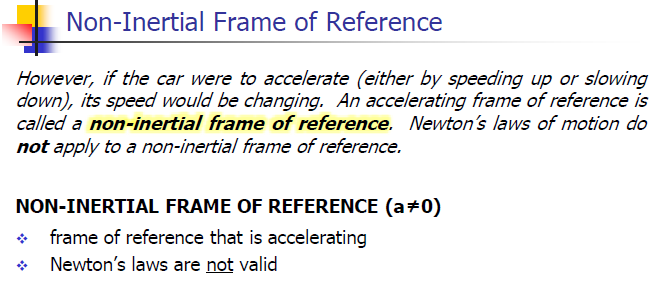 Non-Inertial Frame of Reference
However, if the car were to accelerate (either by speeding up or slowing
down), its speed would be changing.  An accelerating frame of reference is
called a non-inertial frame of reference.  Newton's laws of motion do
not apply to a non-inertial frame of reference.
NON-INERTIAL FRAME OF REFERENCE (a≠0)
❖ frame of reference that is accelerating
❖ Newton's laws are not valid